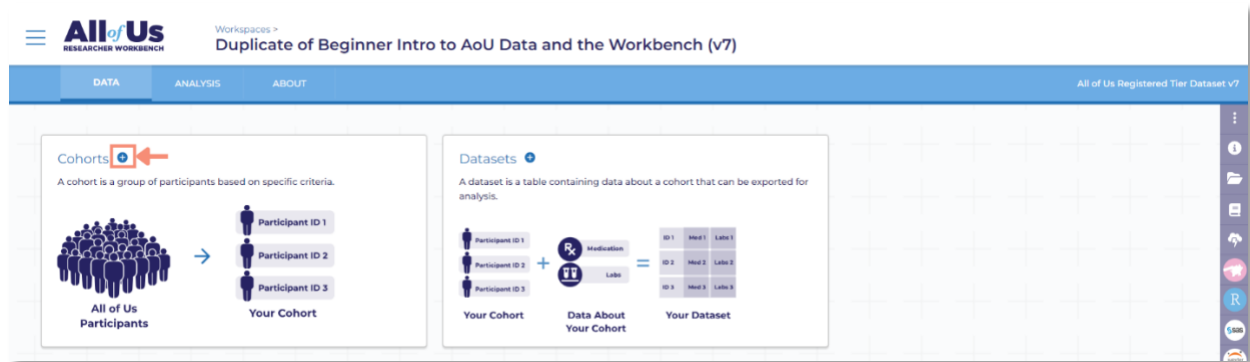 All of Us
RESEARCHER WORKBENCH
Workspaces >
Duplicate of Beginner Intro to AoU Data and the Workbench (v7)
DATA
ANALYSIS
ABOUT
All of Us Registered Tier Dataset v7
Cohorts
A cohort is a group of participants based on specific criteria.
Participant ID 1
Participant ID 2
Participant ID 3
All of Us
Participants
Your Cohort
Datasets
A dataset is a table containing data about a cohort that can be exported for
analysis.
Participant ID 1
Participant ID 2
Participant ID 3
Rx
Medication
Labs
ID 1 Med 1 Labs 1
ID 2 Med 2 Labs 2
ID 3 Med 3 Labs 3
Your Cohort
Data About
Your Cohort
Your Dataset
R
sas